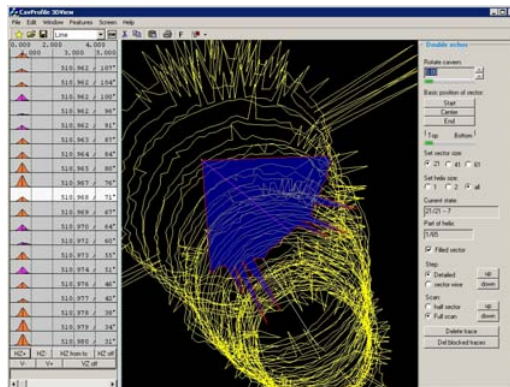 CavProfile 3DView
File Edit Window Features Screen Help
Line
F
0.000 2.000 4.000
.000 3.000 5.000
510.962 / 107°
510.962 / 104°
510.962 / 100°
510.962 / 96°
510.962 / 91°
510.963 / 87°
510.964 / 84°
510.965 / 80°
510.967 / 76°
510.968 / 71°
510.969 / 67°
510.970 / 64°
510.972 / 60°
510.973 / 55°
510.974 / 51°
510.976 / 46°
510.977 / 42°
510.978 / 38°
510.979 / 34°
510.980 / 31°
HZ+ HZ- HZ from to HZ off
V- V+ VZ off
Double echos
Rotate cavern:
0.00
Basic position of vector:
Start
Center
End
Top Bottom
Set vector size:
21 41 61
Set helix size:
1 2 all
Current state:
21/21 - 7
Part of helix:
1/85
Filled vector
Step:
Detailed up
vector wise down
Scan:
half sector up
Full scan down
Delete trace
Del blocked traces